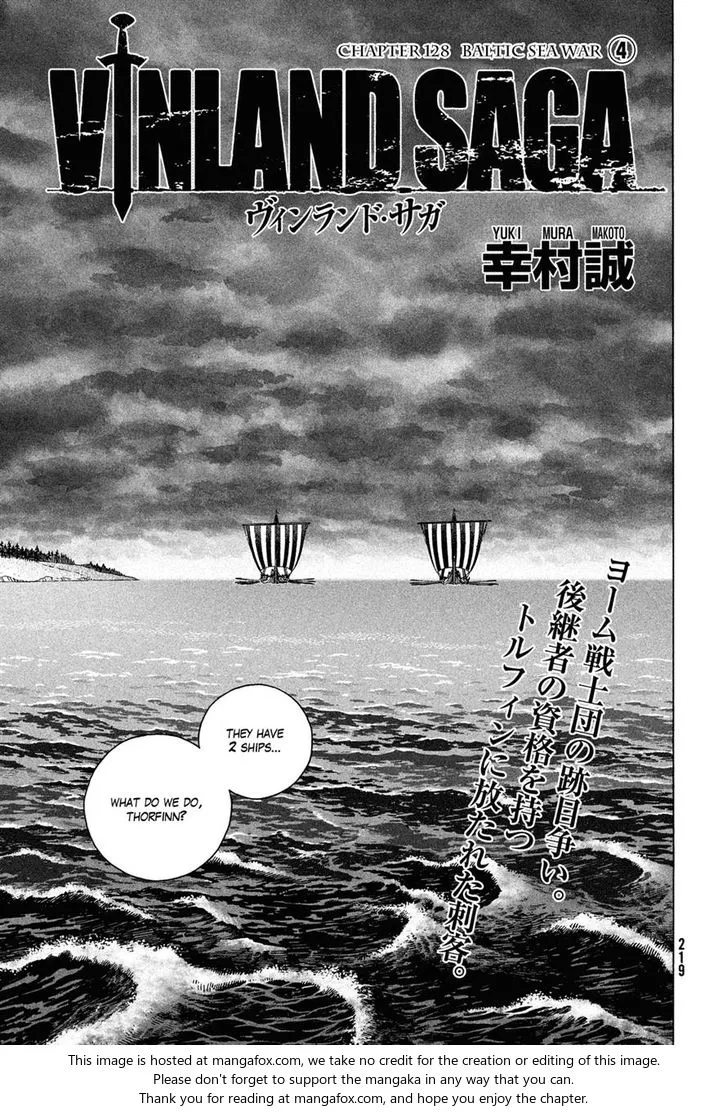 CHAPTER 128 BALTIC SEA WAR ④
VINLAND SAGA
ヴィンランド・サガ
YUKI MURA MAKOTO
幸村誠
ヨーム戦士団の跡目争い。
後継者の資格を持つ
トルフィンに放たれた刺客。
THEY HAVE
2 SHIPS...
WHAT DO WE DO,
THORFINN?
219
This image is hosted at mangafox.com, we take no credit for the creation or editing of this image.
Please don't forget to support the mangaka in any way that you can.
Thank you for reading at mangafox.com, and hope you enjoy the chapter.